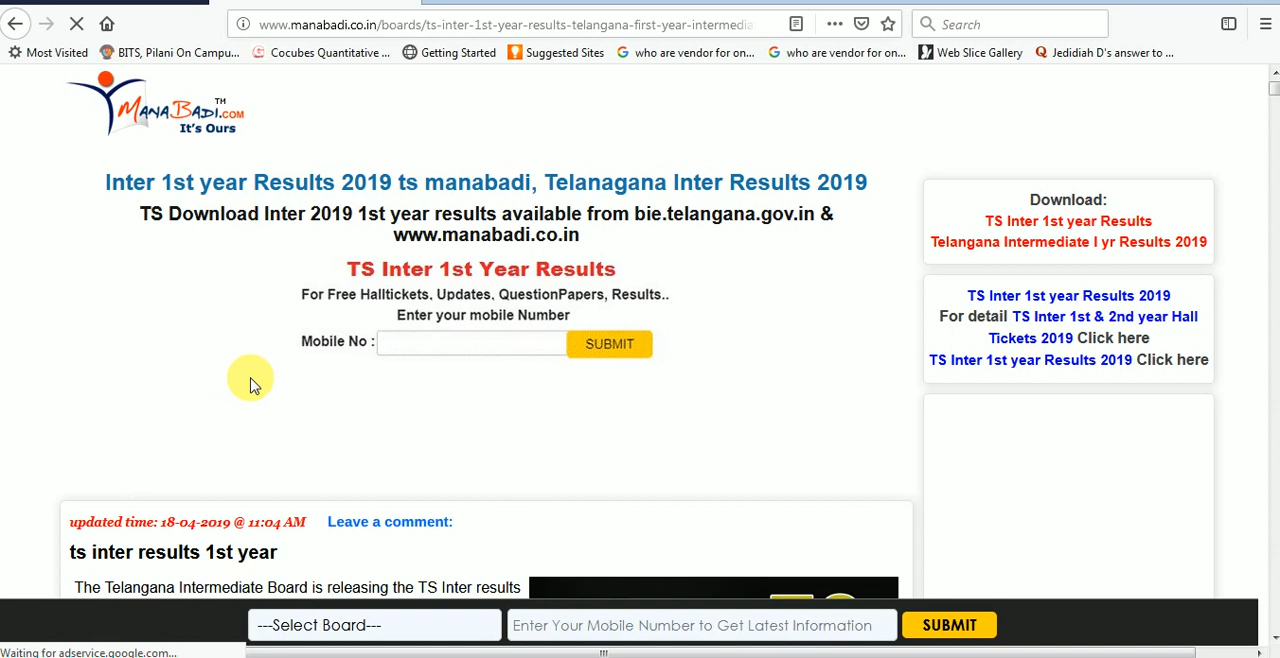 www.manabadi.co.in/boards/ts-inter-1st-year-results-telangana-first-year-intermedia
Search
Most Visited
BITS, Pilani On Campu...
Cocubes Quantitative ...
Getting Started
Suggested Sites
who are vendor for on...
who are vendor for on...
Web Slice Gallery
Jedidiah D's answer to ...
MANABADI.COM TM
It's Ours
Inter 1st year Results 2019 ts manabadi, Telanagana Inter Results 2019
TS Download Inter 2019 1st year results available from bie.telangana.gov.in &
www.manabadi.co.in
TS Inter 1st Year Results
For Free Halltickets, Updates, QuestionPapers, Results..
Enter your mobile Number
Mobile No :
SUBMIT
Download:
TS Inter 1st year Results
Telangana Intermediate I yr Results 2019
TS Inter 1st year Results 2019
For detail TS Inter 1st & 2nd year Hall
Tickets 2019 Click here
TS Inter 1st year Results 2019 Click here
updated time: 18-04-2019 @ 11:04 AM
Leave a comment:
ts inter results 1st year
The Telangana Intermediate Board is releasing the TS Inter results
---Select Board---
Enter Your Mobile Number to Get Latest Information
SUBMIT
Waiting for adservice.google.com...